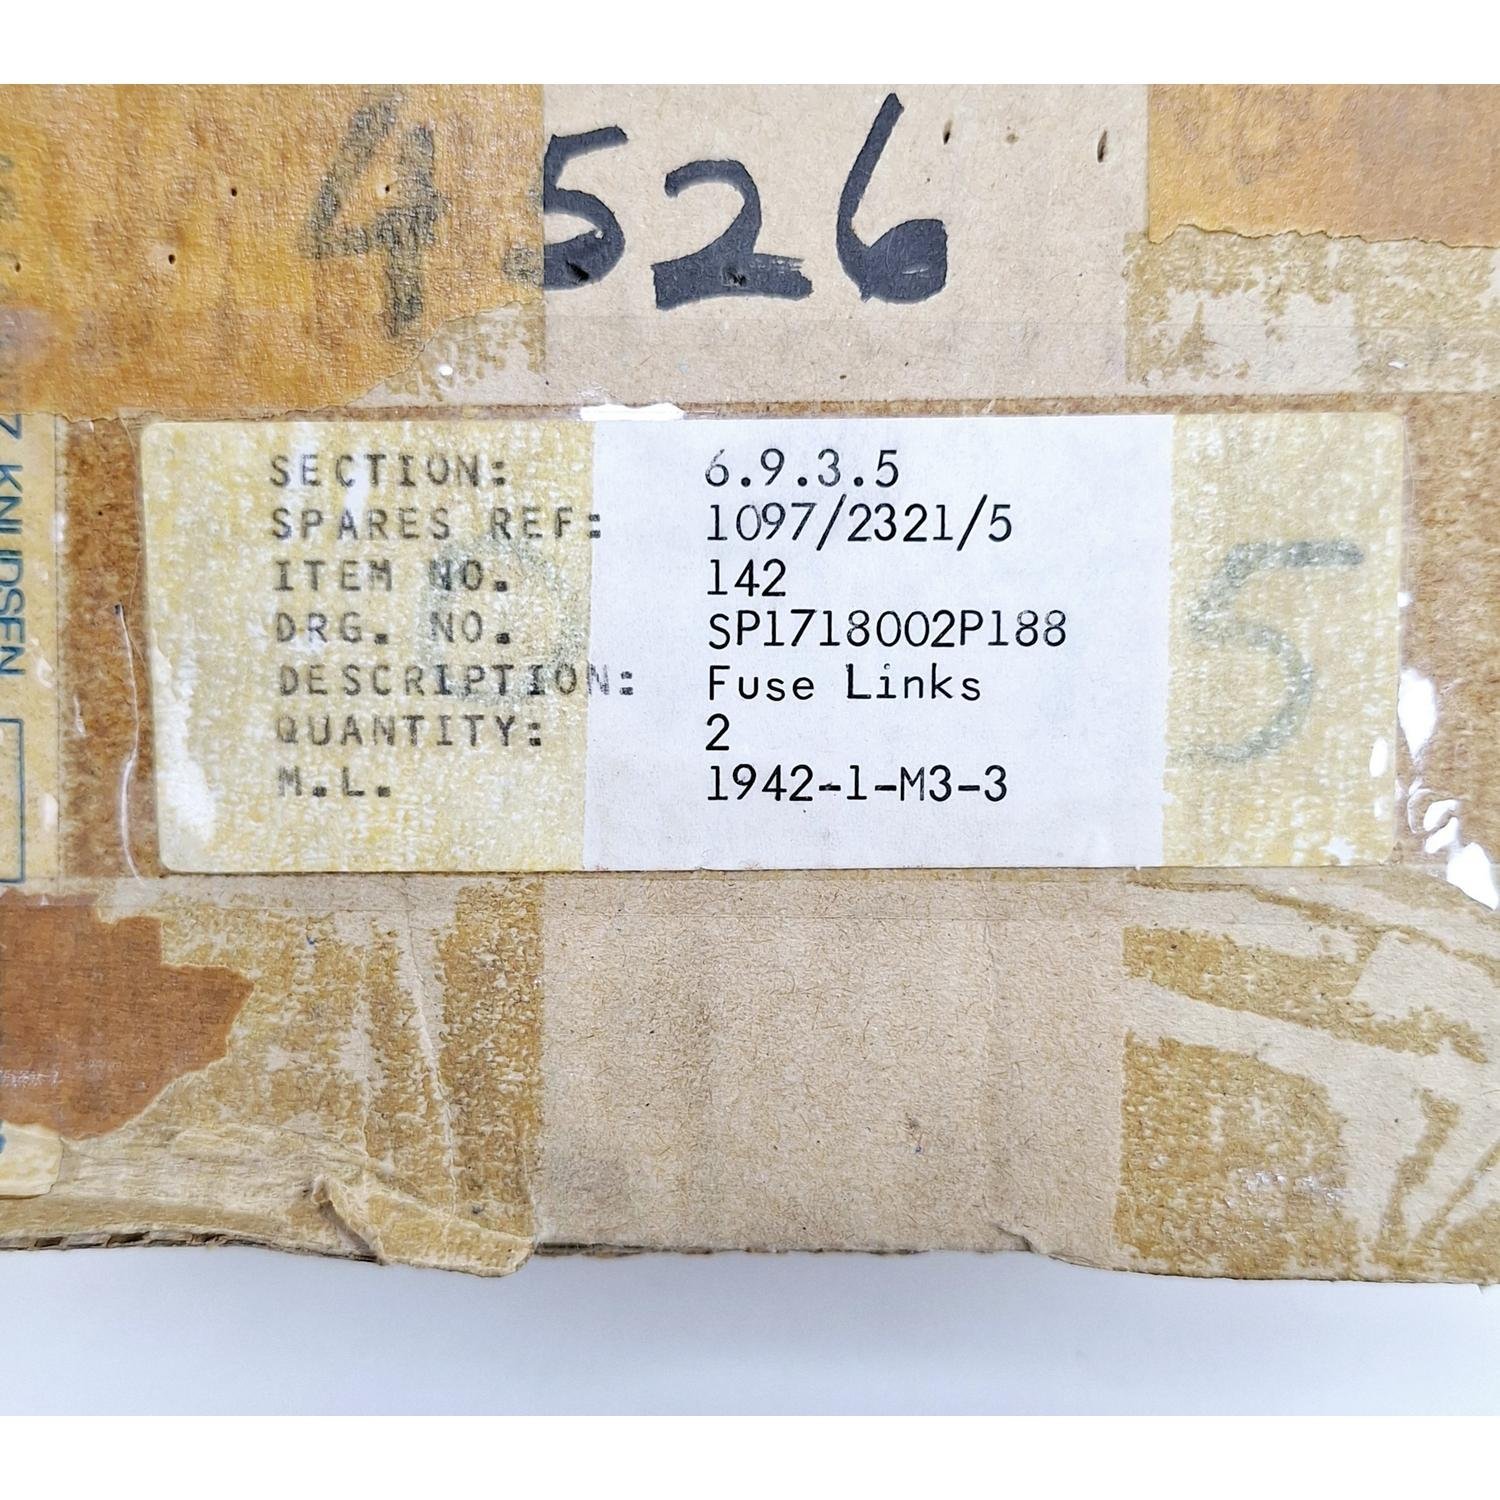 4526
SECTION: 6.9.3.5
SPARES REF: 1097/2321/5
ITEM NO. 142
DRG. NO. SP1718002P188
DESCRIPTION: Fuse Links
QUANTITY: 2
M.L. 1942-1-M3-3
5
KNUDSEN